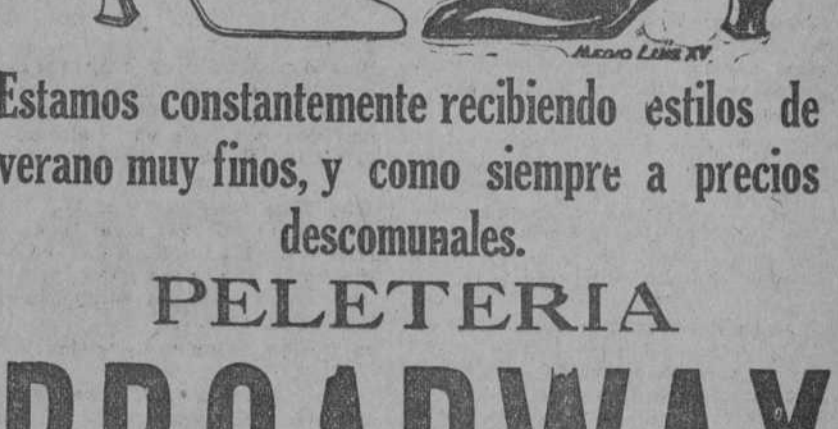 Medio Luis XV.
Estamos constantemente recibiendo estilos de
verano muy finos, y como siempre a precios
descomunales.
PELETERIA
BROADWAY